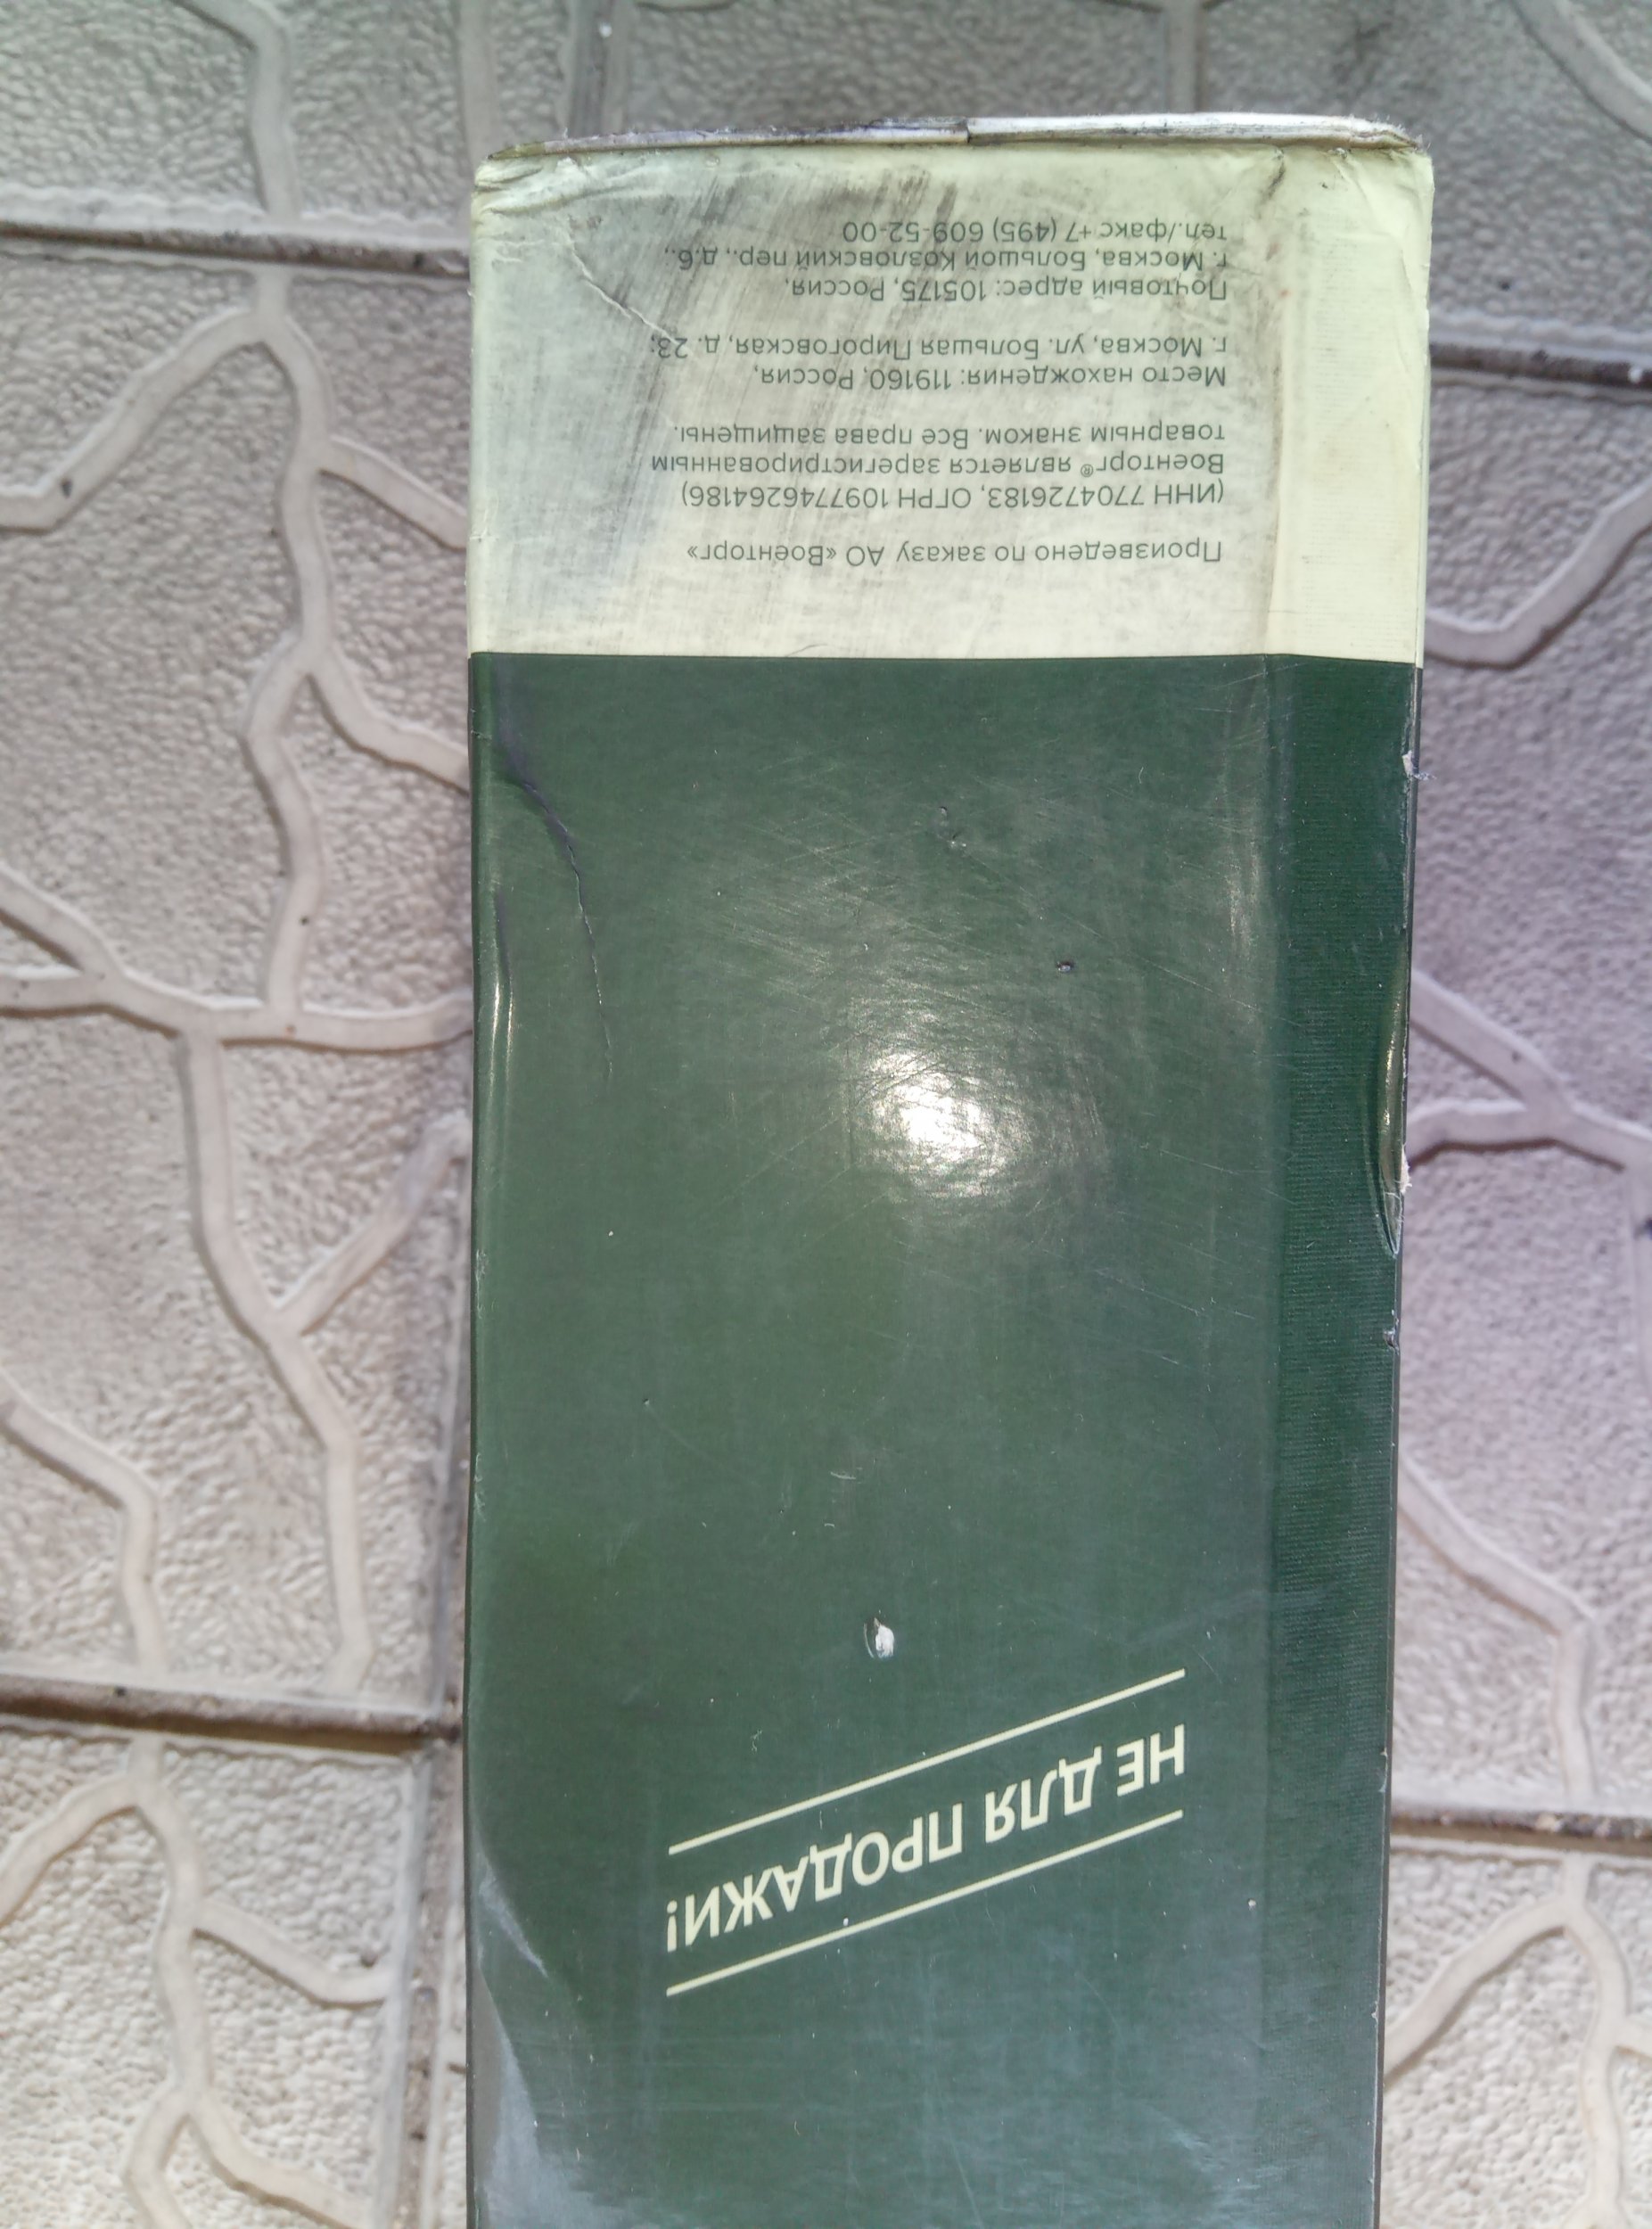 НЕ ДЛЯ ПРОДАЖИ!
Произведено по заказу АО «Военторг»
(ИНН 7704726183, ОГРН 1097746264186)
Военторг® является зарегистрированным
товарным знаком. Все права защищены.
Место нахождения: 119160, Россия,
г. Москва, ул. Большая Пироговская, д. 23;
Почтовый адрес: 105175, Россия,
г. Москва, Большой Козловский пер., д.6.,
тел./факс +7 (495) 609-52-00